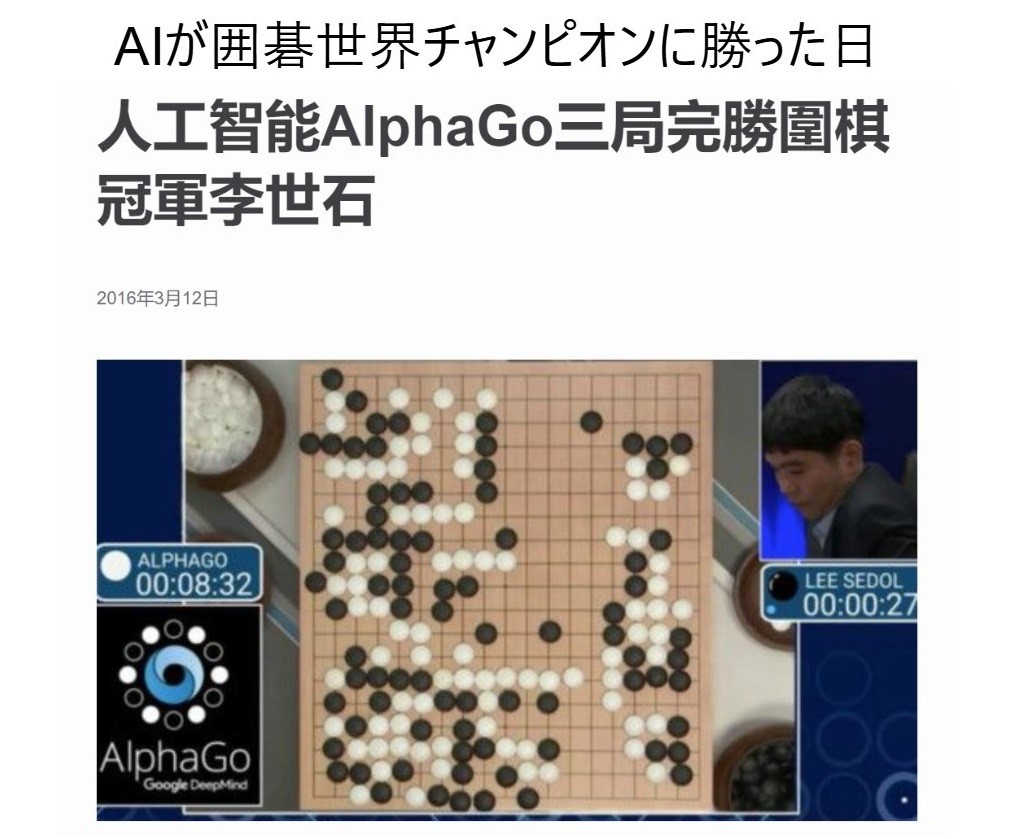 AIが囲碁世界チャンピオンに勝った日
人工智能AlphaGo三局完勝圍棋
冠軍李世石
2016年3月12日
ALPHAGO
00:08:32
LEE SEDOL
00:00:27
AlphaGo
Google DeepMind